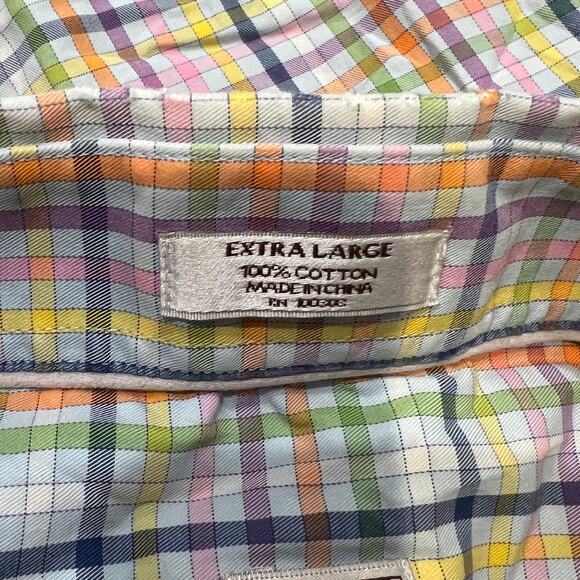 EXTRA LARGE
100% COTTON
MADE IN CHINA
RN